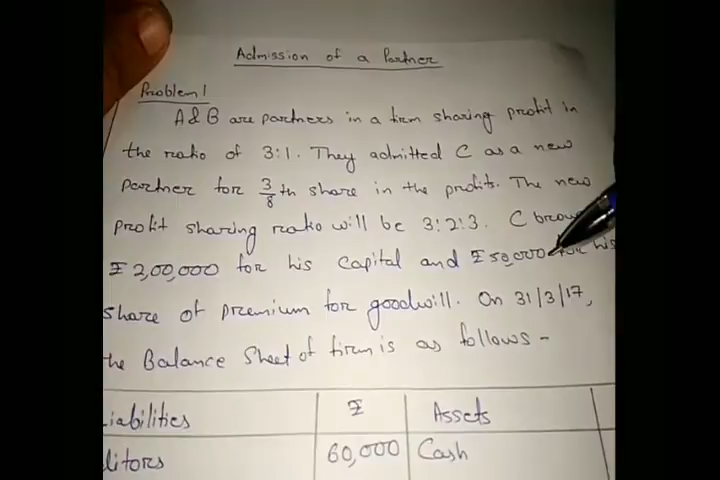 Admission of a Partner
Problem 1
A & B are partners in a firm sharing profit in
the ratio of 3:1. They admitted C as a new
partner for 3/8 th share in the profits. The new
profit sharing ratio will be 3:2:3. C brou
₹ 2,00,000 for his capital and ₹ 50,000 for his
share of premium for goodwill. On 31/3/17,
the Balance Sheet of firm is as follows -
iabilities ₹ Assets
ditors 60,000 Cash